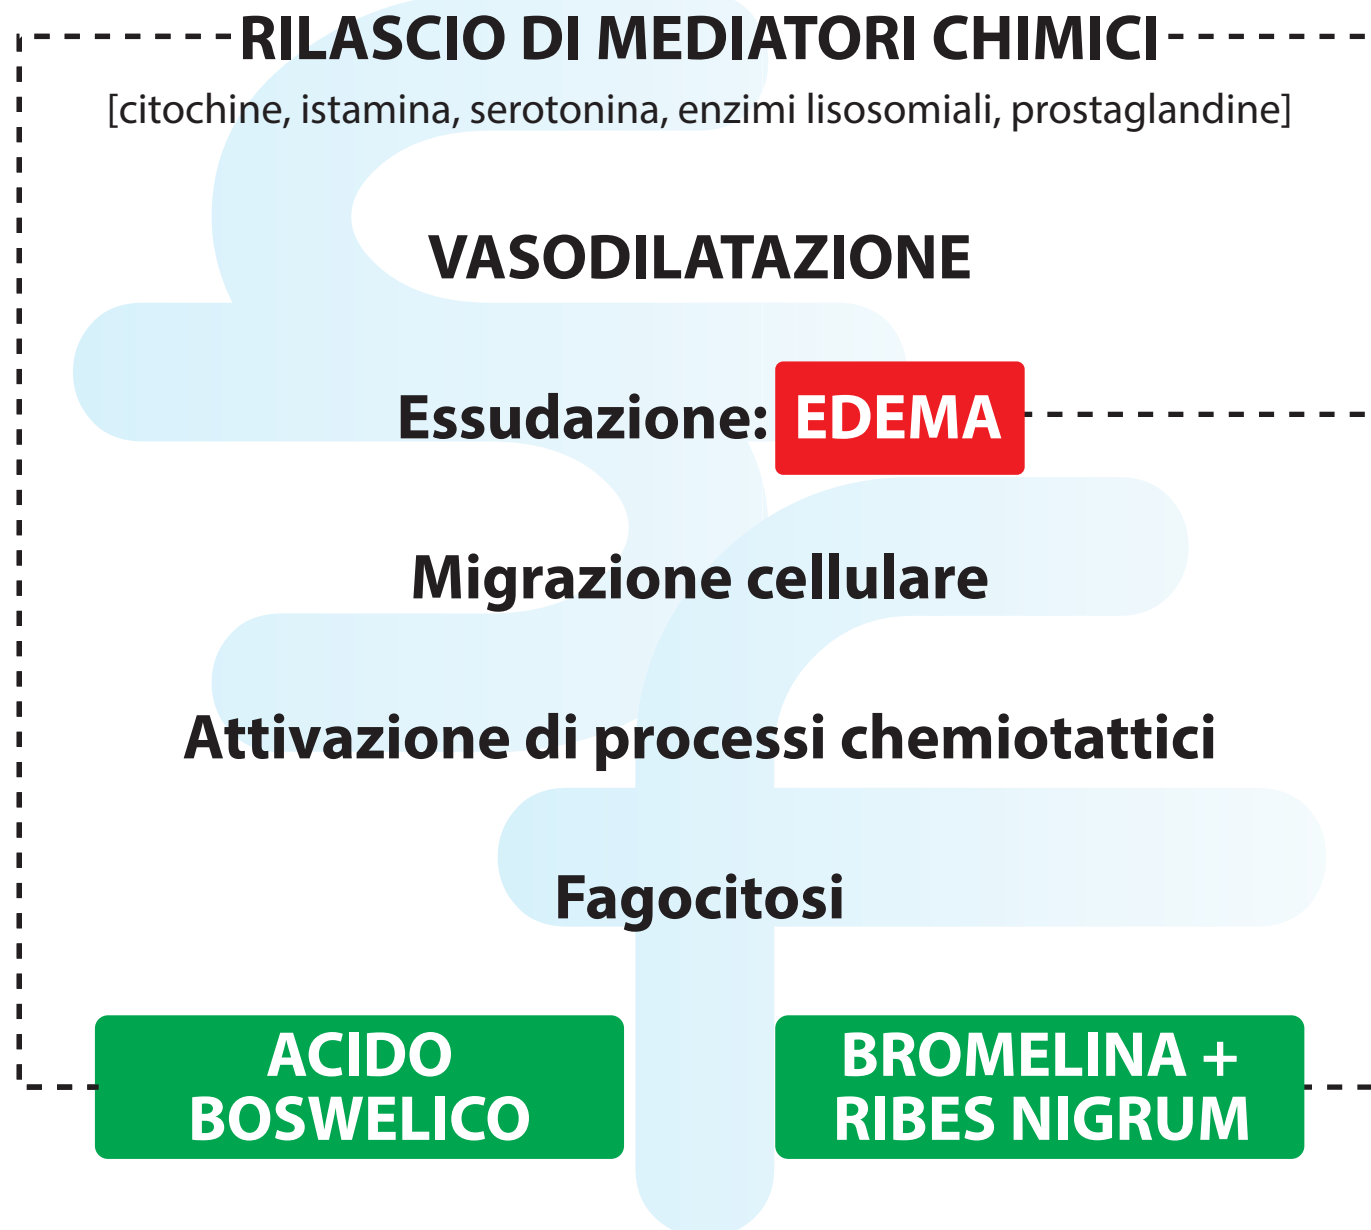 RILASCIO DI MEDIATORI CHIMICI
[citochine, istamina, serotonina, enzimi lisosomiali, prostaglandine]
VASODILATAZIONE
Essudazione: EDEMA
Migrazione cellulare
Attivazione di processi chemiotattici
Fagocitosi
ACIDO
BOSWELICO
BROMELINA +
RIBES NIGRUM